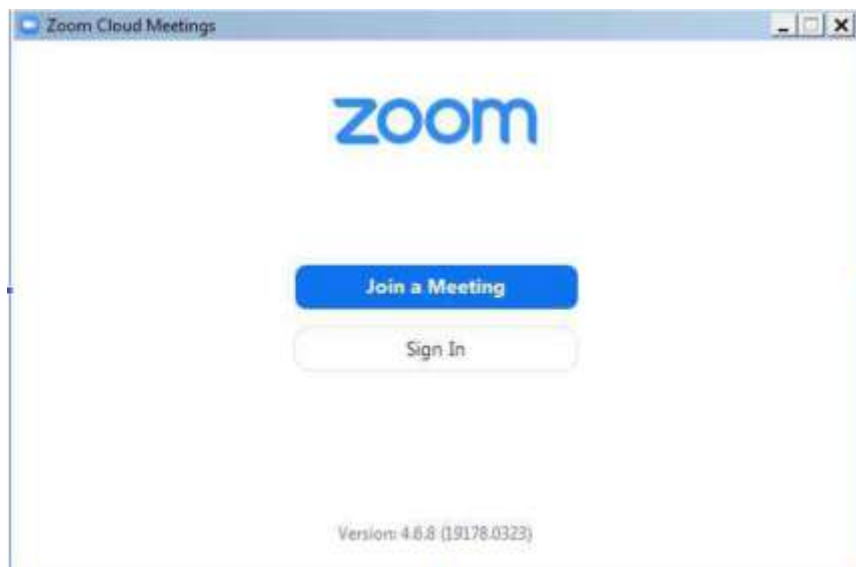 Zoom Cloud Meetings
zoom
Join a Meeting
Sign In
Version: 4.6.8 (19178.0323)